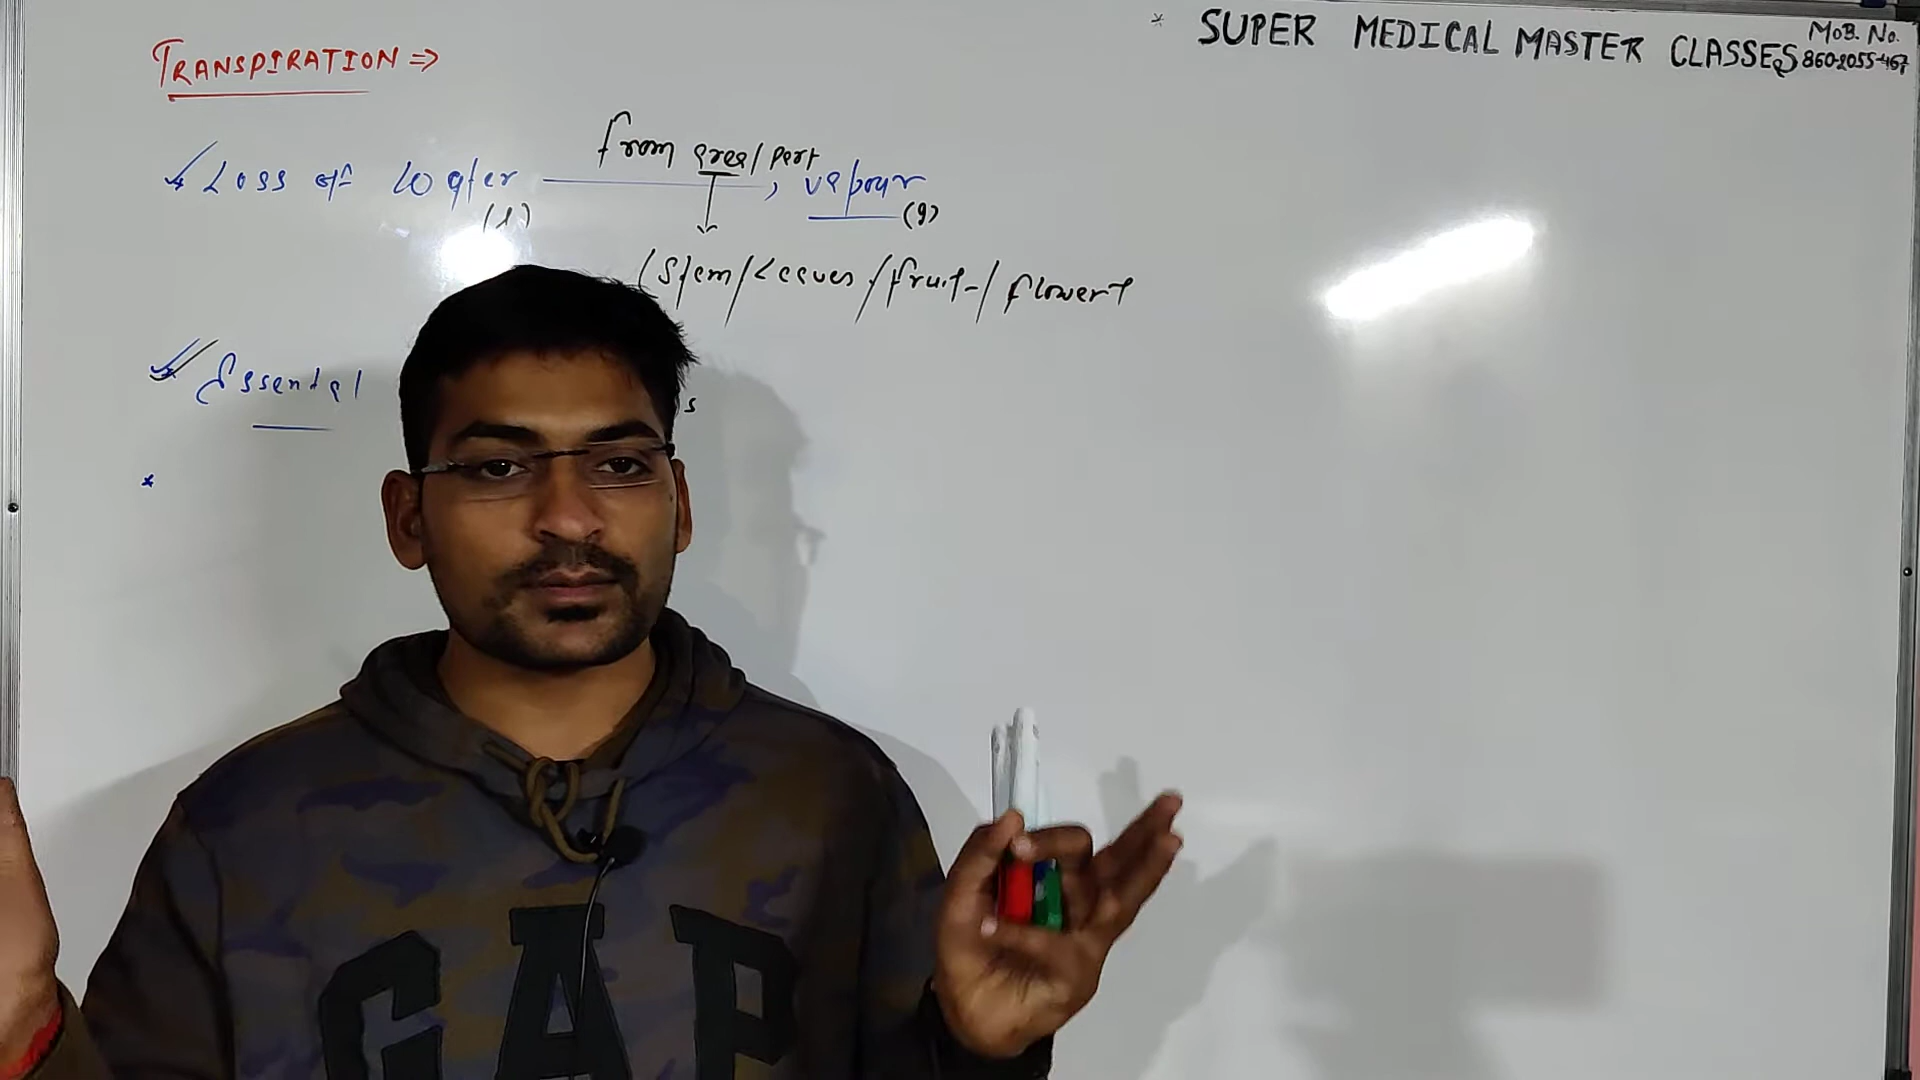 TRANSPIRATION ⇒
* SUPER MEDICAL MASTER CLASSES
MOB. No.
860-2055-467
from area/part
Loss of water , vapour
(l) (g)
(Stem/Leaves/fruit/flower
Essental
*
GAP